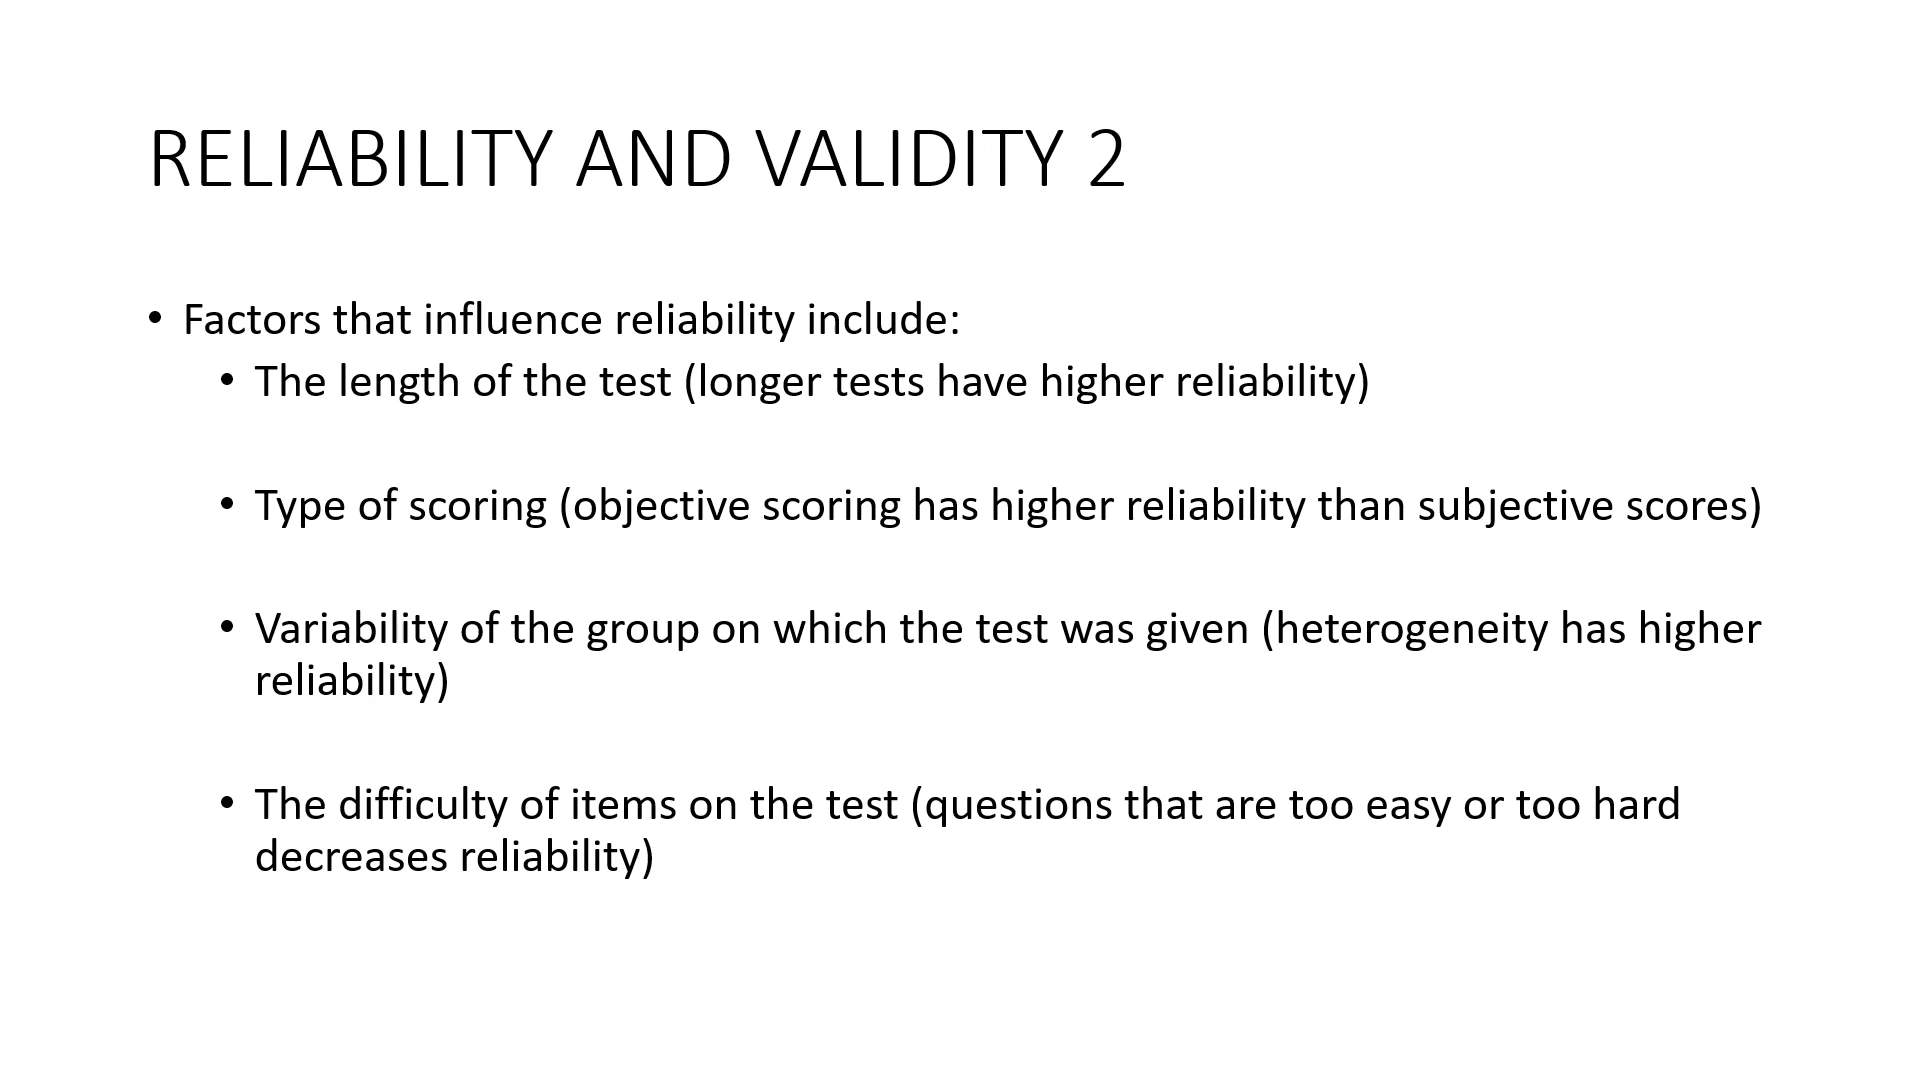 RELIABILITY AND VALIDITY 2
• Factors that influence reliability include:
• The length of the test (longer tests have higher reliability)
• Type of scoring (objective scoring has higher reliability than subjective scores)
• Variability of the group on which the test was given (heterogeneity has higher
reliability)
• The difficulty of items on the test (questions that are too easy or too hard
decreases reliability)